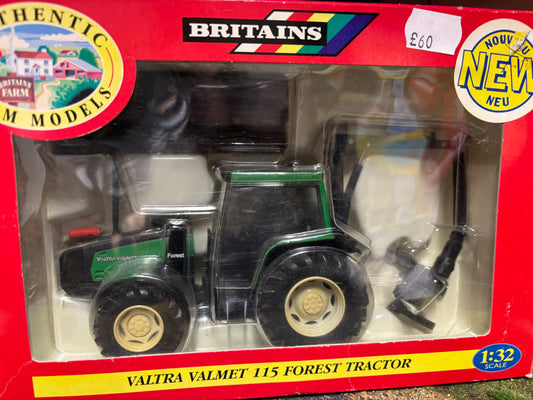 THENTIC
BRITAINS
FARM
M MODELS
BRITAINS
£60
NOUVEAU
NEW
NEU
VALTRA VALMET
Forest
VALTRA VALMET 115 FOREST TRACTOR
1:32
SCALE